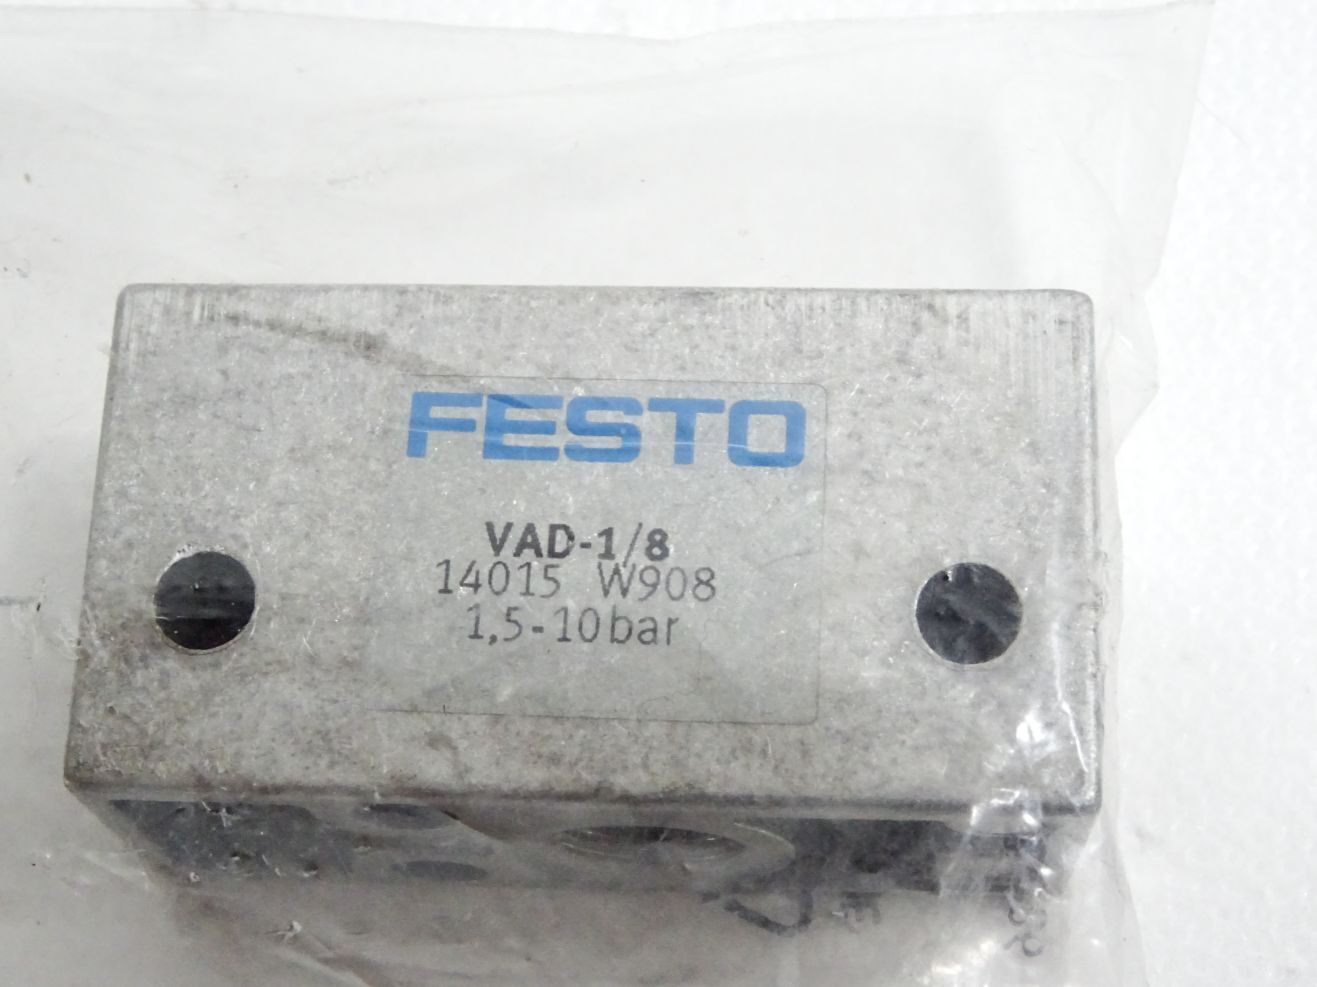 FESTO
VAD-1/8
14015 W908
1,5-10bar